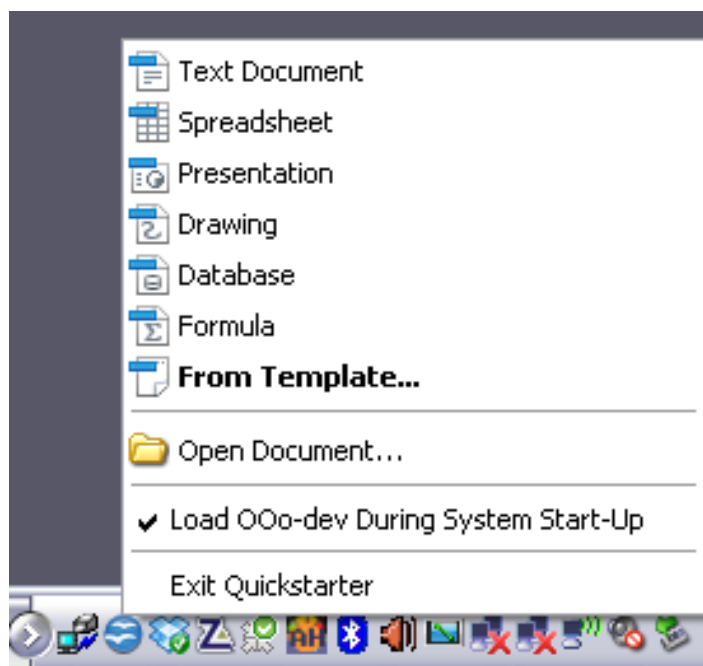 Text Document
Spreadsheet
Presentation
Drawing
Database
Formula
From Template...
Open Document...
Load OOo-dev During System Start-Up
Exit Quickstarter
AH